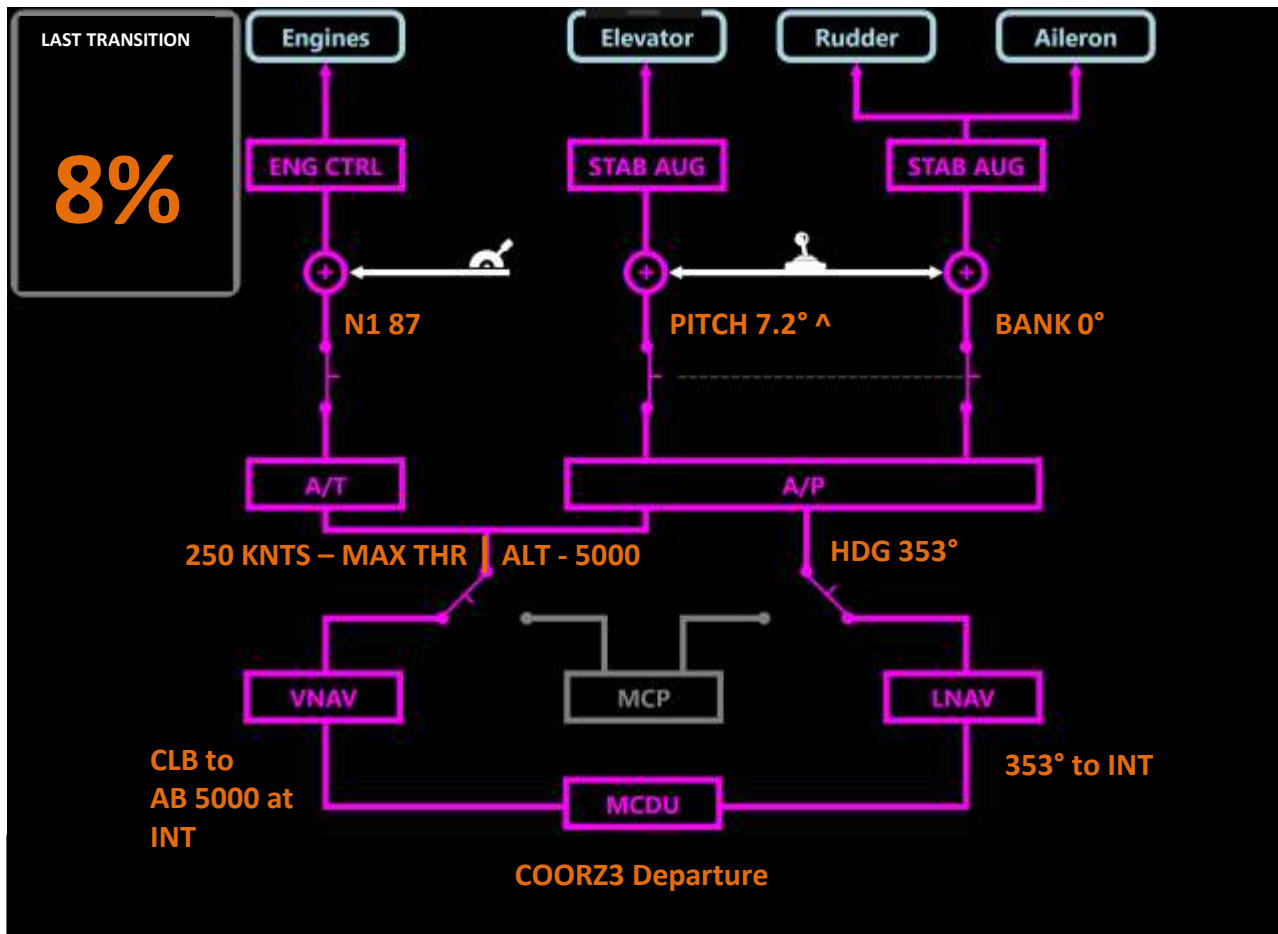 LAST TRANSITION
8%
Engines
Elevator
Rudder
Aileron
ENG CTRL
STAB AUG
STAB AUG
+
+
+
N1 87
PITCH 7.2° ^
BANK 0°
A/T
A/P
250 KNTS – MAX THR
ALT - 5000
HDG 353°
VNAV
MCP
LNAV
CLB to
AB 5000 at
INT
353° to INT
MCDU
COORZ3 Departure